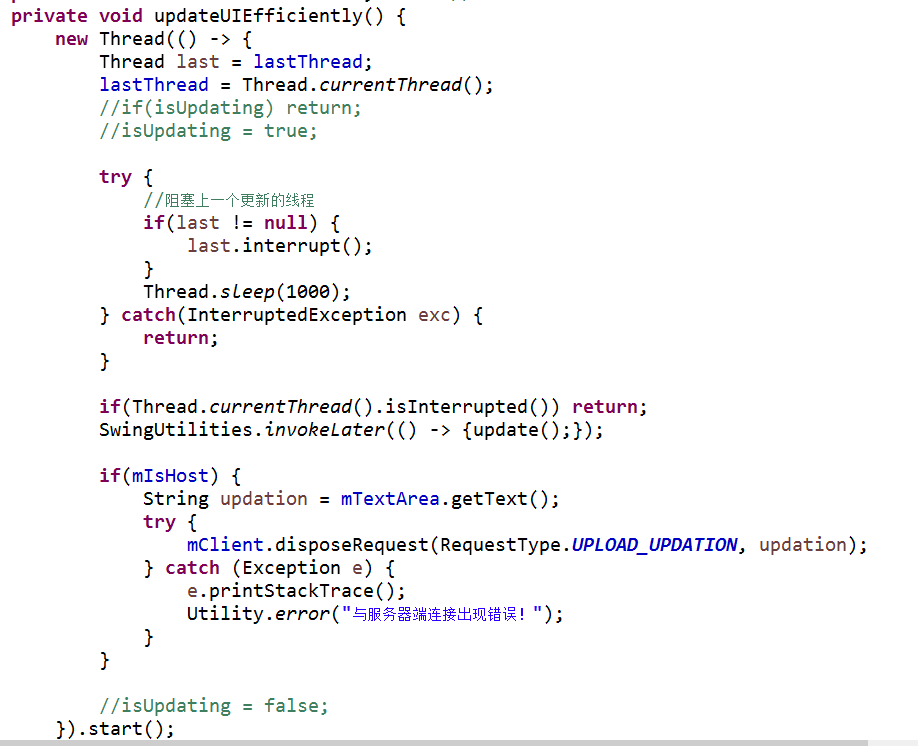 private void updateUIEfficiently() {
    new Thread(() -> {
        Thread last = lastThread;
        lastThread = Thread.currentThread();
        //if(isUpdating) return;
        //isUpdating = true;

        try {
            //阻塞上一个更新的线程
            if(last != null) {
                last.interrupt();
            }
            Thread.sleep(1000);
        } catch(InterruptedException exc) {
            return;
        }

        if(Thread.currentThread().isInterrupted()) return;
        SwingUtilities.invokeLater(() -> {update();});

        if(mIsHost) {
            String updation = mTextArea.getText();
            try {
                mClient.disposeRequest(RequestType.UPLOAD_UPDATION, updation);
            } catch (Exception e) {
                e.printStackTrace();
                Utility.error("与服务器端连接出现错误！");
            }
        }

        //isUpdating = false;
    }).start();